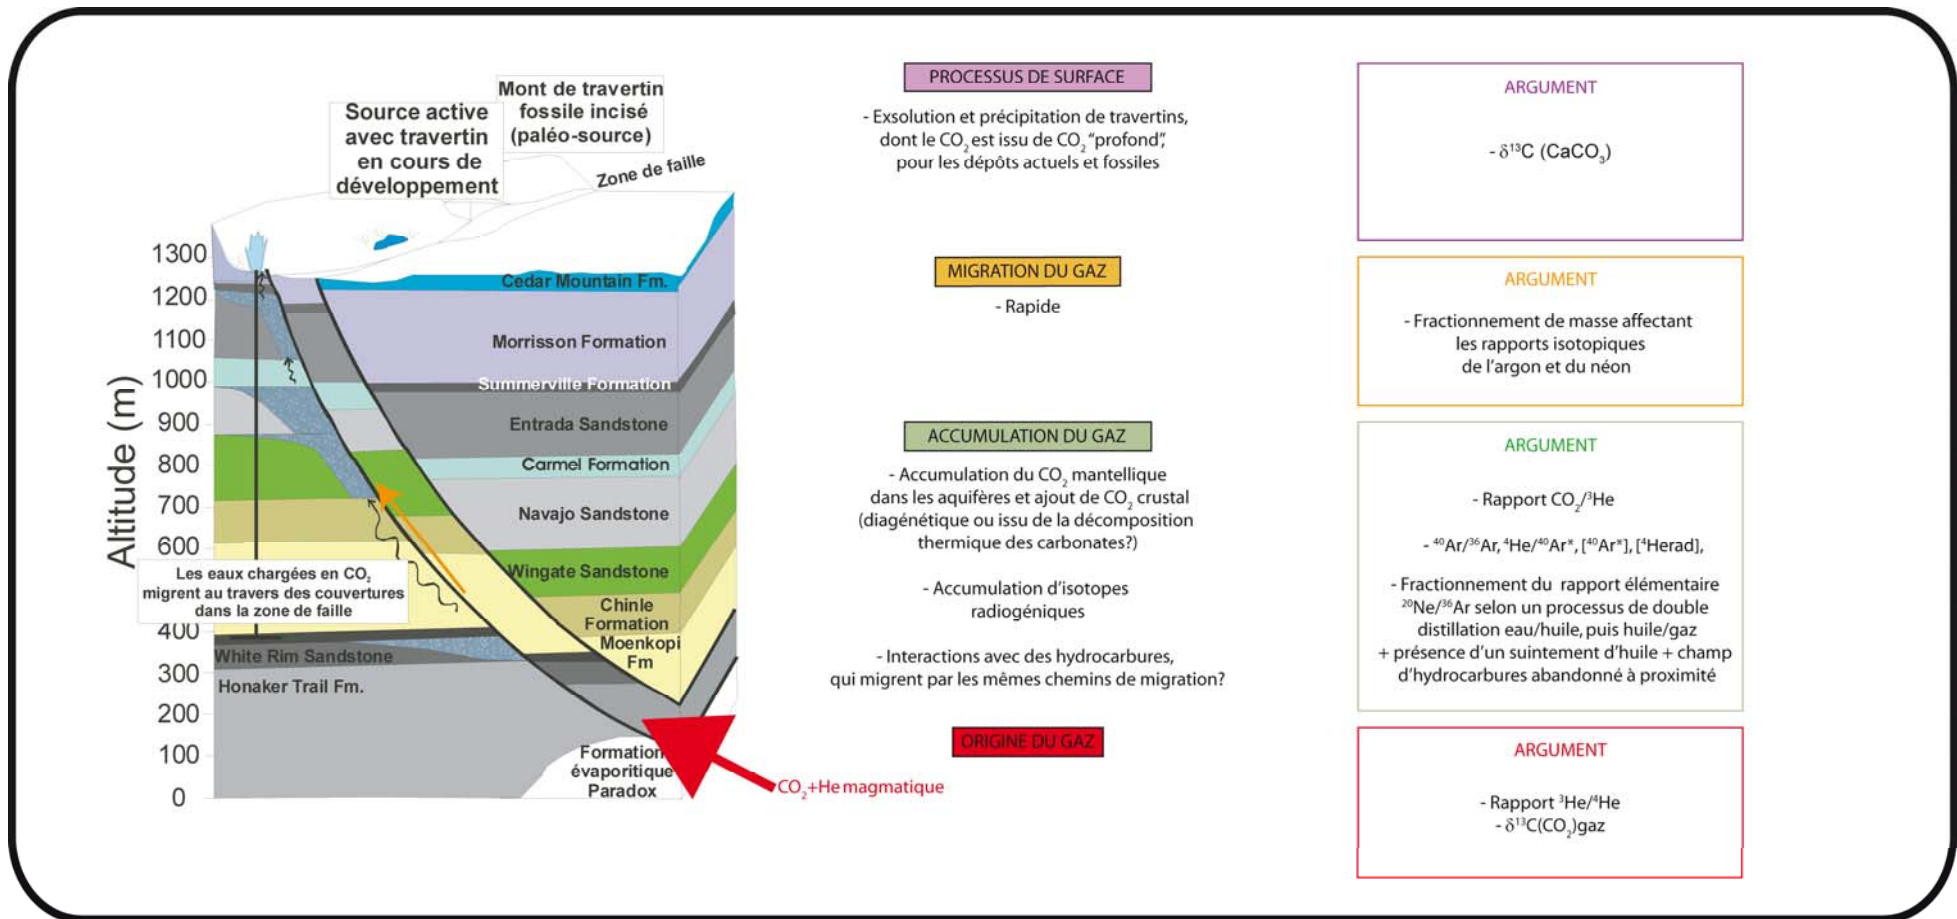 Mont de travertin
fossile incisé
(paléo-source)
Source active
avec travertin
en cours de
développement
Zone de faille
Altitude (m)
1300
1200
1100
1000
900
800
700
600
400
300
200
100
0
Cedar Mountain Fm.
Morrisson Formation
Summerville Formation
Entrada Sandstone
Carmel Formation
Navajo Sandstone
Wingate Sandstone
Chinle
Formation
Moenkopi
Fm
Les eaux chargées en CO₂
migrent au travers des couvertures
dans la zone de faille
White Rim Sandstone
Honaker Trail Fm.
Formation
évaporitique
Paradox
CO₂+He magmatique
PROCESSUS DE SURFACE
- Exsolution et précipitation de travertins,
dont le CO₂ est issu de CO₂ “profond”,
pour les dépôts actuels et fossiles
MIGRATION DU GAZ
- Rapide
ACCUMULATION DU GAZ
- Accumulation du CO₂ mantellique
dans les aquifères et ajout de CO₂ crustal
(diagénétique ou issu de la décomposition
thermique des carbonates?)
- Accumulation d’isotopes
radiogéniques
- Interactions avec des hydrocarbures,
qui migrent par les mêmes chemins de migration?
ORIGINE DU GAZ
ARGUMENT
- δ¹³C (CaCO₃)
ARGUMENT
- Fractionnement de masse affectant
les rapports isotopiques
de l’argon et du néon
ARGUMENT
- Rapport CO₂/³He
- ⁴⁰Ar/³⁶Ar, ⁴He/⁴⁰Ar*, [⁴⁰Ar*], [⁴Herad],
- Fractionnement du rapport élémentaire
²⁰Ne/³⁶Ar selon un processus de double
distillation eau/huile, puis huile/gaz
+ présence d’un suintement d’huile + champ
d’hydrocarbures abandonné à proximité
ARGUMENT
- Rapport ³He/⁴He
- δ¹³C(CO₂)gaz